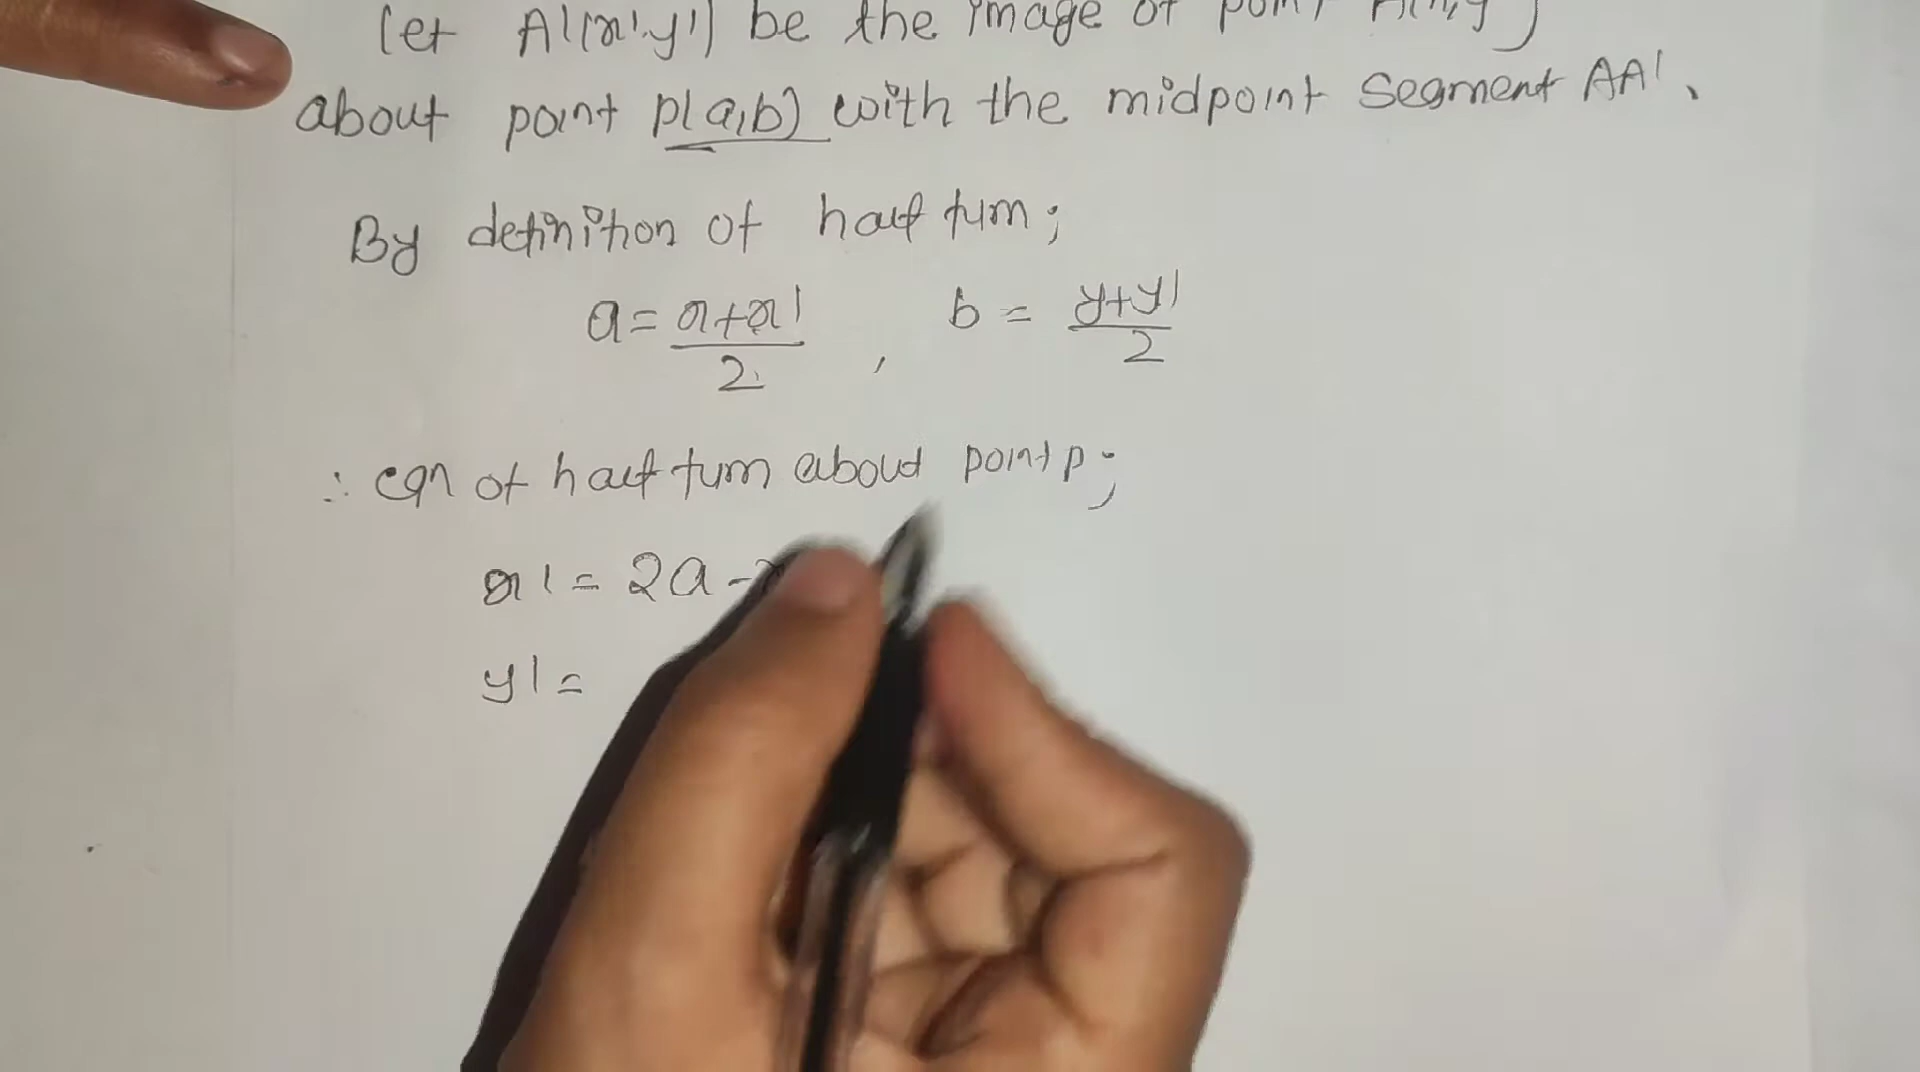 let A'(x',y') be the image of point A(x,y)
about point P(a,b) with the midpoint segment AA'.
By definition of half turn;
a = x+x'/2 , b = y+y'/2
∴ eqn of half turn about point P;
x' = 2a -
y' =